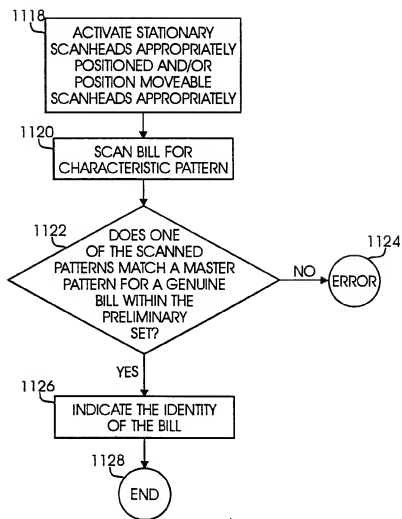 1118
ACTIVATE STATIONARY
SCANHEADS APPROPRIATELY
POSITIONED AND/OR
POSITION MOVEABLE
SCANHEADS APPROPRIATELY
1120
SCAN BILL FOR
CHARACTERISTIC PATTERN
1122
DOES ONE
OF THE SCANNED
PATTERNS MATCH A MASTER
PATTERN FOR A GENUINE
BILL WITHIN THE
PRELIMINARY
SET?
NO
1124
ERROR
YES
1126
INDICATE THE IDENTITY
OF THE BILL
1128
END